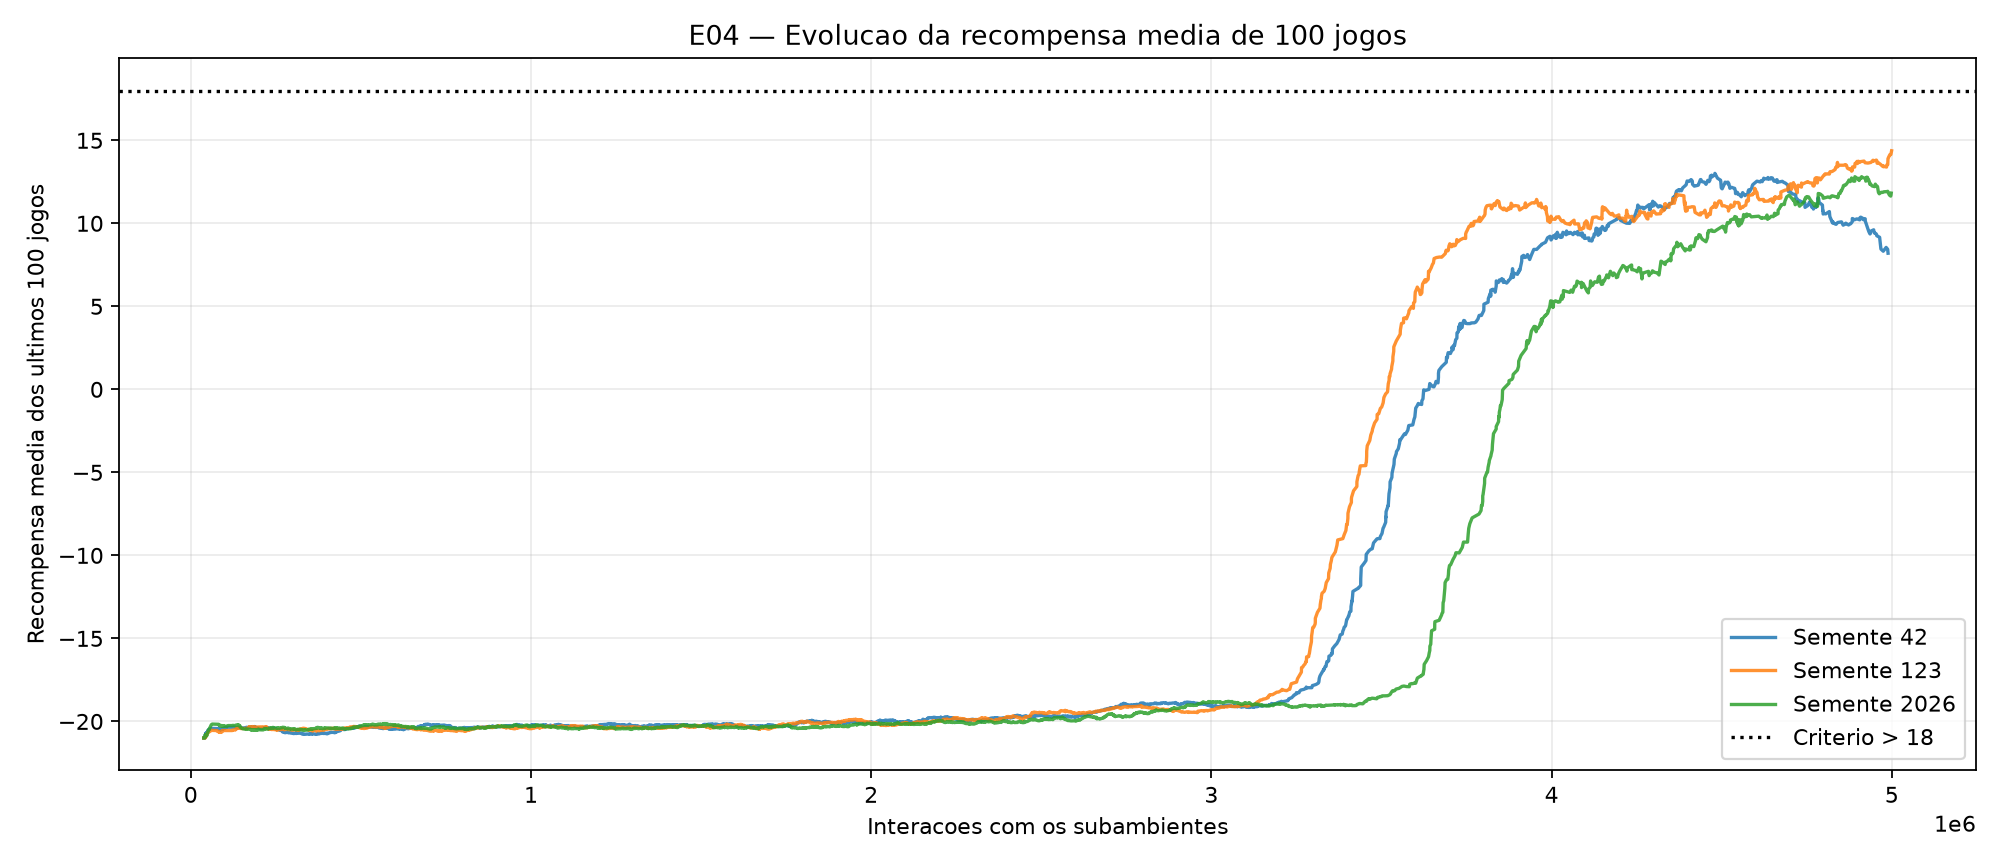 E04 — Evolucao da recompensa media de 100 jogos
Recompensa media dos ultimos 100 jogos
15
10
5
0
−5
−10
−15
−20
Semente 42
Semente 123
Semente 2026
Criterio > 18
0
1
2
3
4
5
1e6
Interacoes com os subambientes